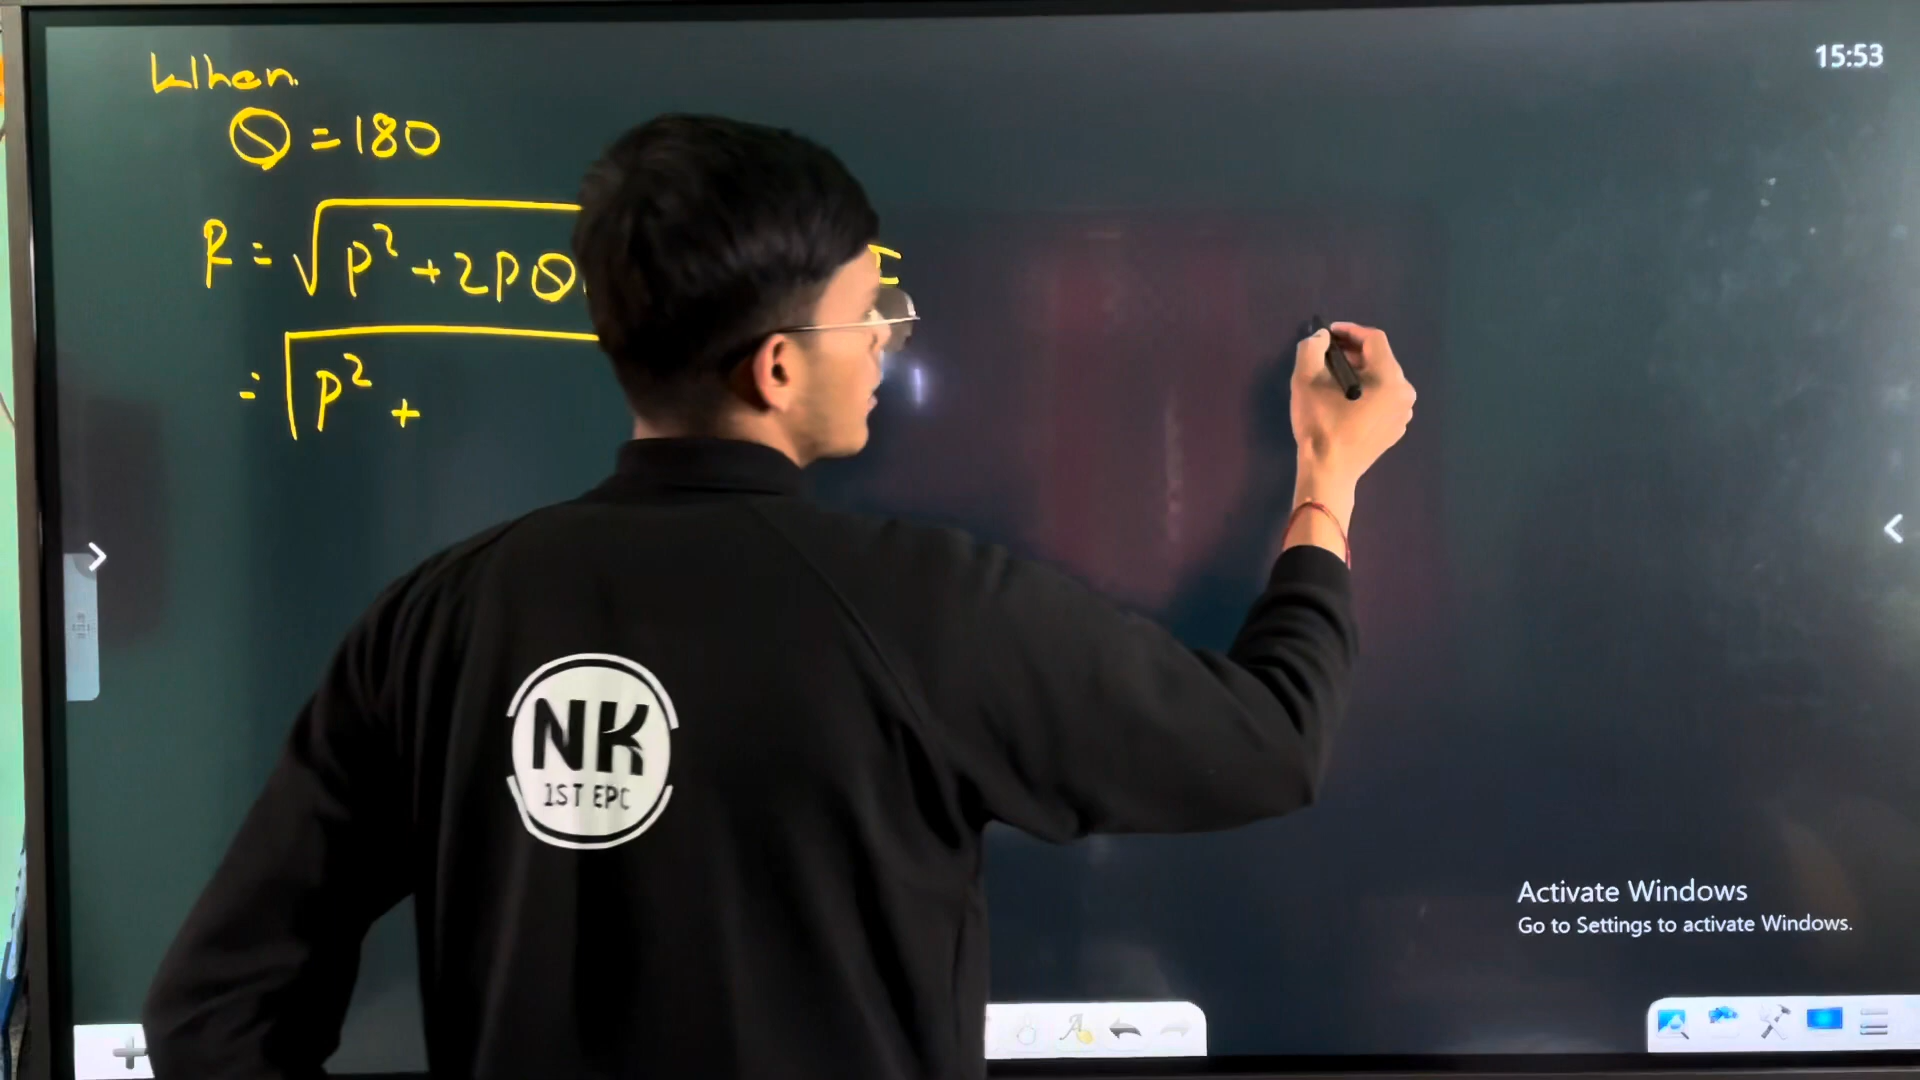 When
θ = 180
R = √P² + 2PQ
= √P² +
15:53
NK
1ST EPC
Activate Windows
Go to Settings to activate Windows.